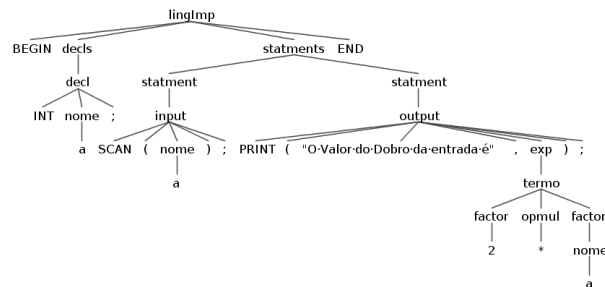 lingImp
BEGIN decls statments END
decl statment statment
INT nome ; input output
a SCAN ( nome ) ; PRINT ( "O·Valor·do·Dobro·da·entrada·é" , exp ) ;
a termo
factor opmul factor
2 * nome
a